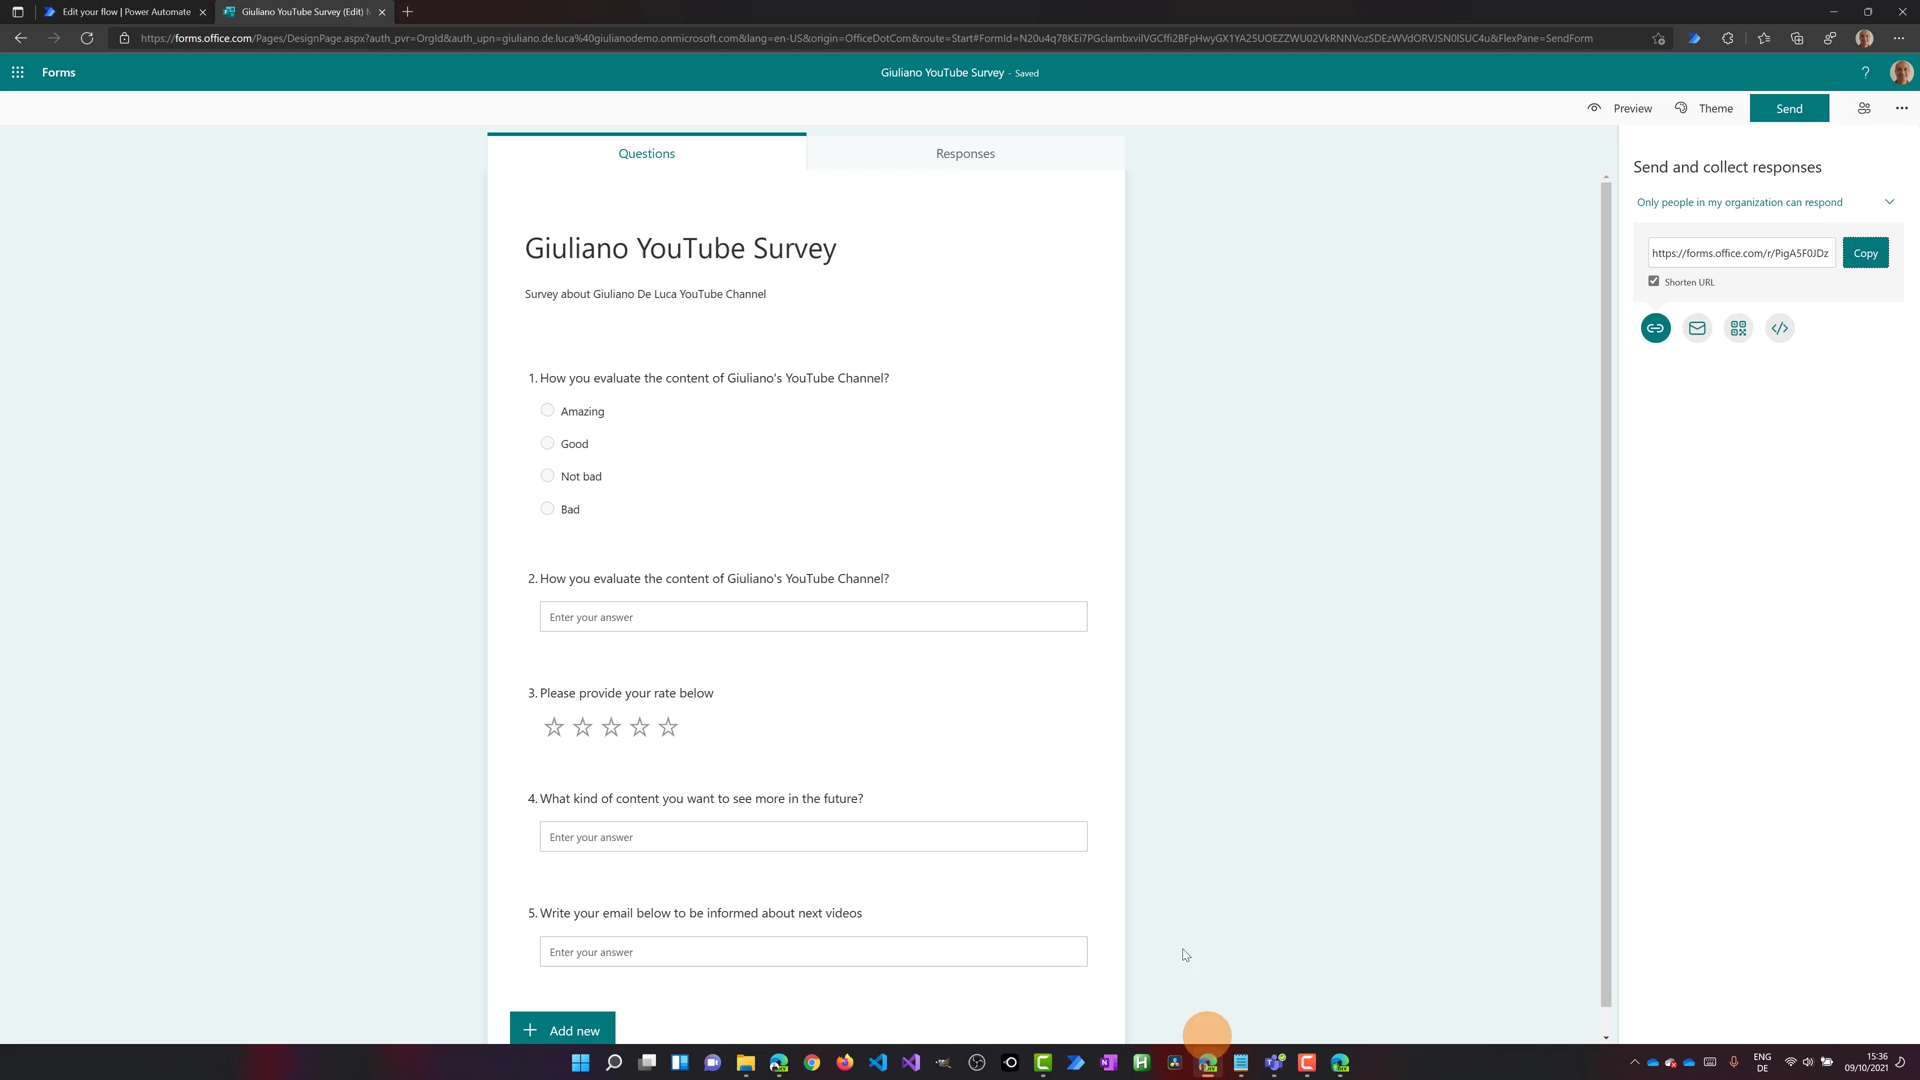 Edit your flow | Power Automate
Giuliano YouTube Survey (Edit)
https://forms.office.com/Pages/DesignPage.aspx?auth_pvr=OrgId&auth_upn=giuliano.de.luca%40giulianodemo.onmicrosoft.com&lang=en-US&origin=OfficeDotCom&route=Start#FormId=
Forms
Giuliano YouTube Survey - Saved
?
Preview
Theme
Send
Questions
Responses
Send and collect responses
Only people in my organization can respond
https://forms.office.com/r/PigA5F0JDz
Copy
Shorten URL
Giuliano YouTube Survey
Survey about Giuliano De Luca YouTube Channel
1. How you evaluate the content of Giuliano's YouTube Channel?
Amazing
Good
Not bad
Bad
2. How you evaluate the content of Giuliano's YouTube Channel?
Enter your answer
3. Please provide your rate below
4. What kind of content you want to see more in the future?
Enter your answer
5. Write your email below to be informed about next videos
Enter your answer
Add new
ENG
DE
15:36
09/10/2021